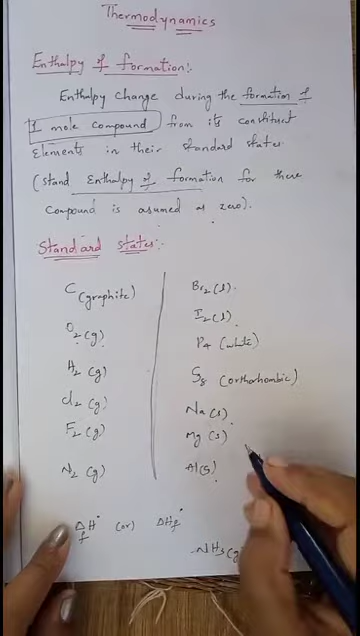 Thermodynamics
Enthalpy of formation:-
Enthalpy change during the formation of
1 mole compound from its constituent
Elements in their standard states.
(stand Enthalpy of formation for these
compound is asumed as zero).
Standard states:-
C (graphite)
O2 (g)
H2 (g)
Cl2 (g)
F2 (g)
N2 (g)
Br2 (l).
I2 (s).
P4 (white)
S8 (orthorhombic)
Na (s).
Mg (s)
Al (s).
ΔfH° (or) ΔHf°
NH3 (g)